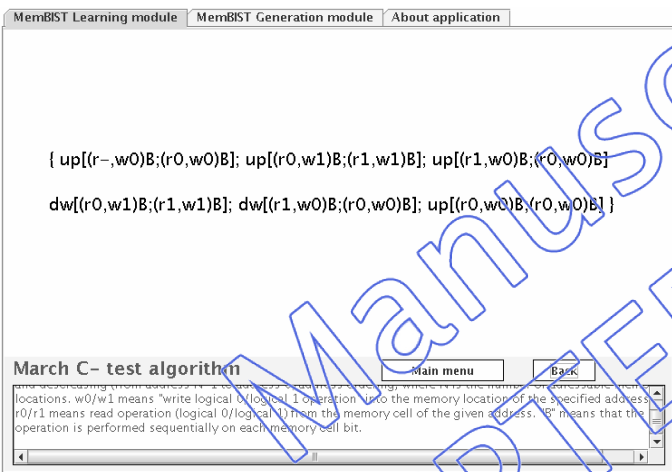 MemBIST Learning module MemBIST Generation module About application
{ up[(r-,w0)B;(r0,w0)B]; up[(r0,w1)B;(r1,w1)B]; up[(r1,w0)B;(r0,w0)B]
dw[(r0,w1)B;(r1,w1)B]; dw[(r1,w0)B;(r0,w0)B]; up[(r0,w0)B;(r0,w0)B] }
March C- test algorithm Main menu Back
locations. w0/w1 means "write logical 0/logical 1 operation into the memory location of the specified address
r0/r1 means read operation (logical 0/logical 1) from the memory cell of the given address. "B" means that the
operation is performed sequentially on each memory cell bit.
Manus
PTE